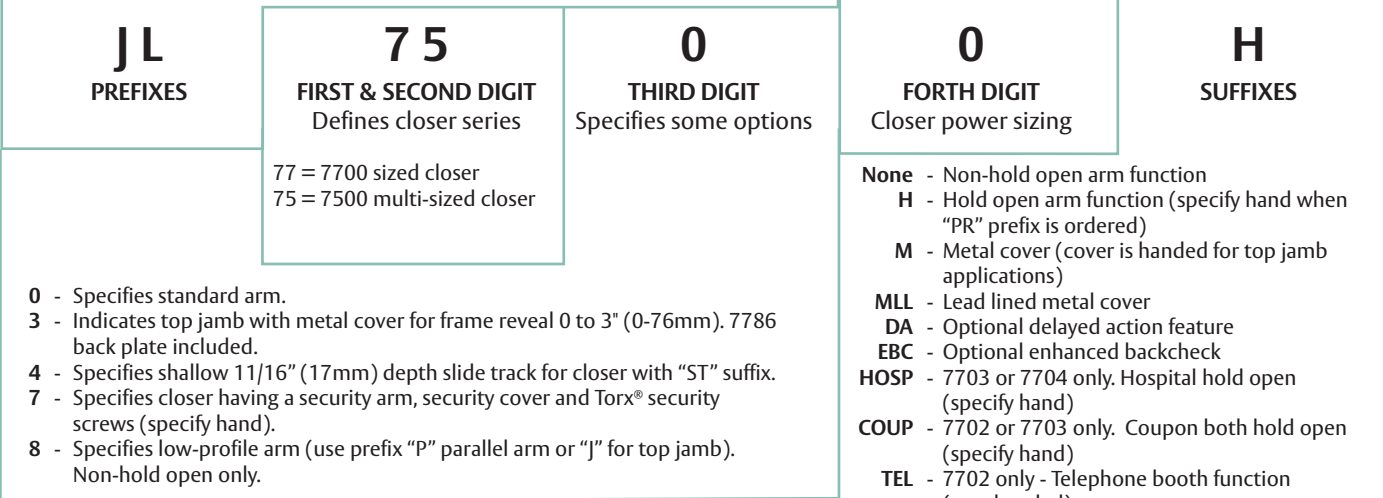 JL
PREFIXES
7 5
FIRST & SECOND DIGIT
Defines closer series
77 = 7700 sized closer
75 = 7500 multi-sized closer
0
THIRD DIGIT
Specifies some options
0 - Specifies standard arm.
3 - Indicates top jamb with metal cover for frame reveal 0 to 3" (0-76mm). 7786
back plate included.
4 - Specifies shallow 11/16” (17mm) depth slide track for closer with “ST” suffix.
7 - Specifies closer having a security arm, security cover and Torx® security
screws (specify hand).
8 - Specifies low-profile arm (use prefix “P” parallel arm or “J” for top jamb).
Non-hold open only.
0
FORTH DIGIT
Closer power sizing
H
SUFFIXES
None - Non-hold open arm function
H - Hold open arm function (specify hand when
“PR” prefix is ordered)
M - Metal cover (cover is handed for top jamb
applications)
MLL - Lead lined metal cover
DA - Optional delayed action feature
EBC - Optional enhanced backcheck
HOSP - 7703 or 7704 only. Hospital hold open
(specify hand)
COUP - 7702 or 7703 only. Coupon both hold open
(specify hand)
TEL - 7702 only - Telephone booth function